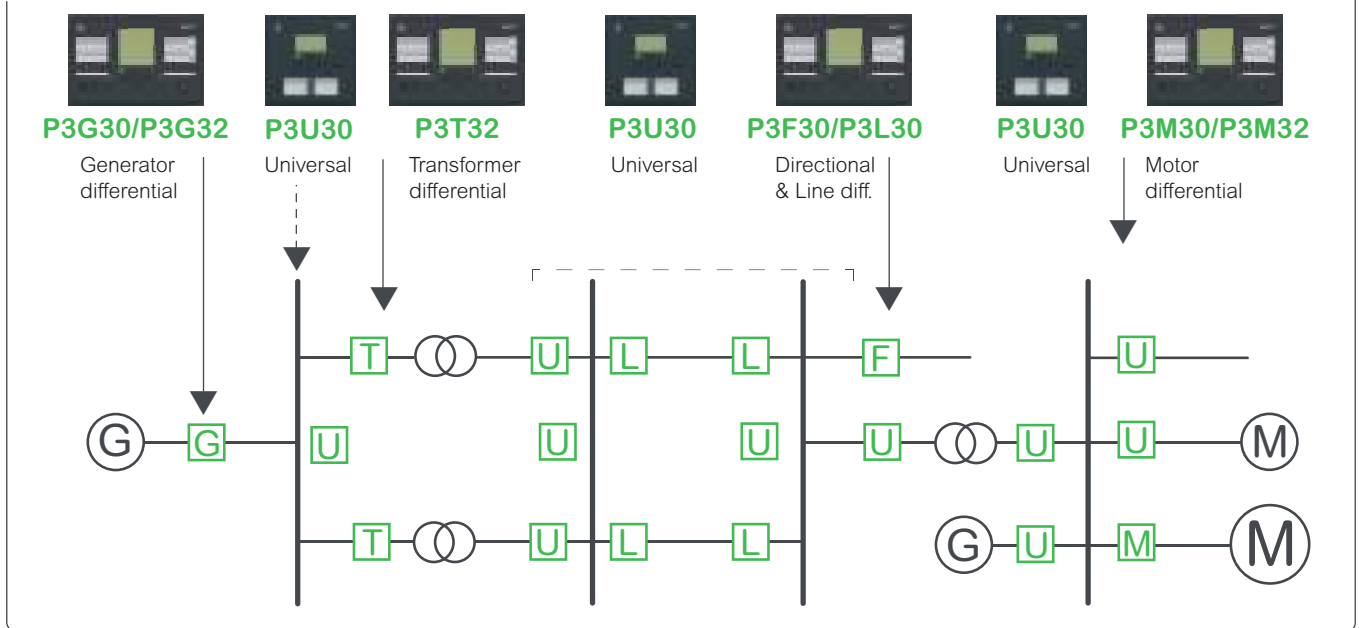 P3G30/P3G32
P3U30
P3T32
P3U30
P3F30/P3L30
P3U30
P3M30/P3M32
Generator
differential
Universal
Transformer
differential
Universal
Directional
& Line diff.
Universal
Motor
differential
T U L L F U
G G U U U U U U M
T U L L G U M M